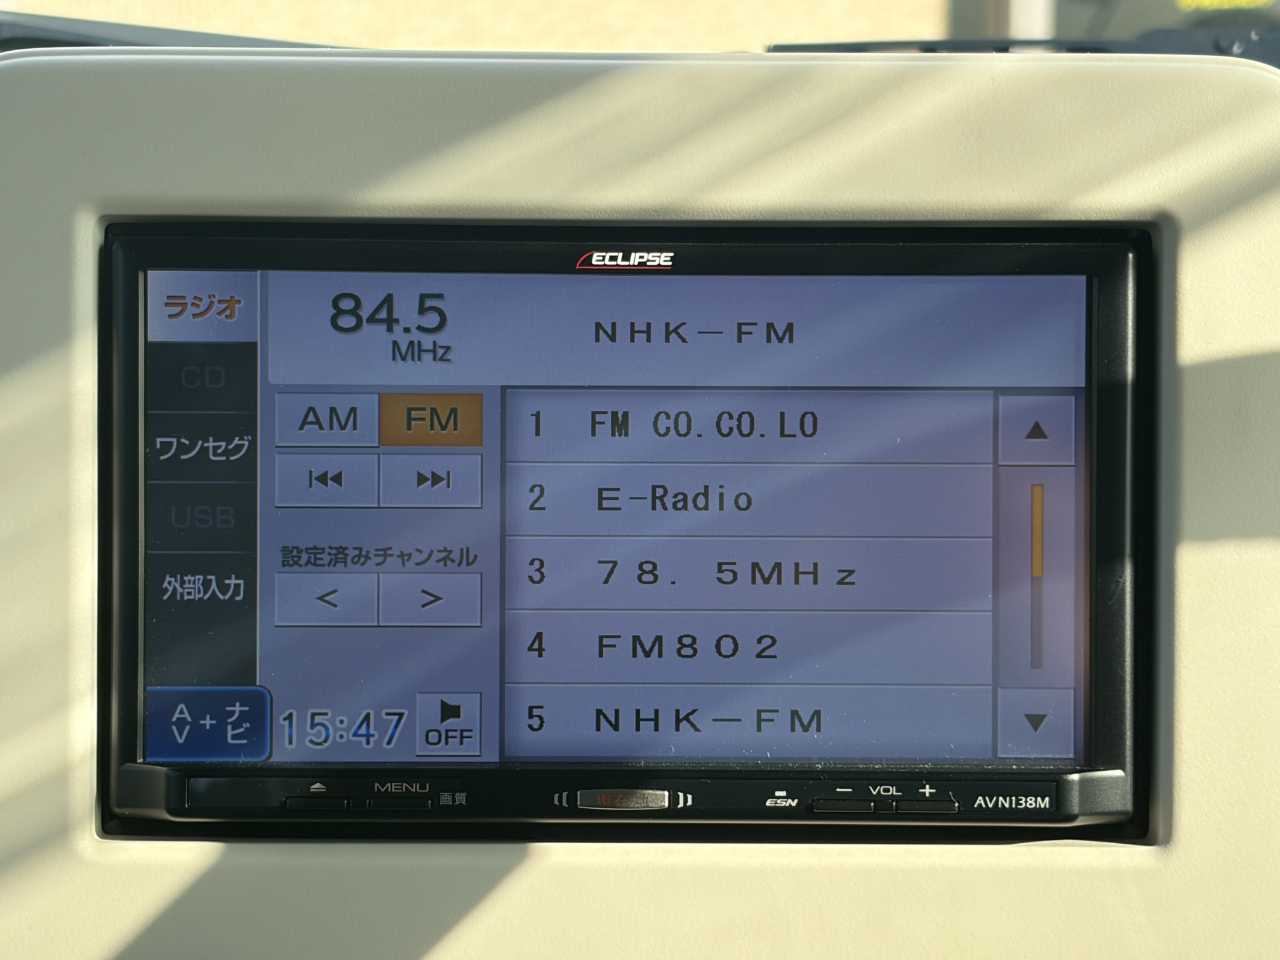 ECLIPSE
ラジオ
84.5
MHz
NHK－FM
CD
AM
FM
1 FM CO.CO.LO
ワンセグ
2 E－Radio
USB
設定済みチャンネル
3 78．5MHz
外部入力
< >
4 FM802
AV+ナビ
15:47
OFF
5 NHK－FM
MENU
画質
ESN
－ VOL ＋
AVN138M